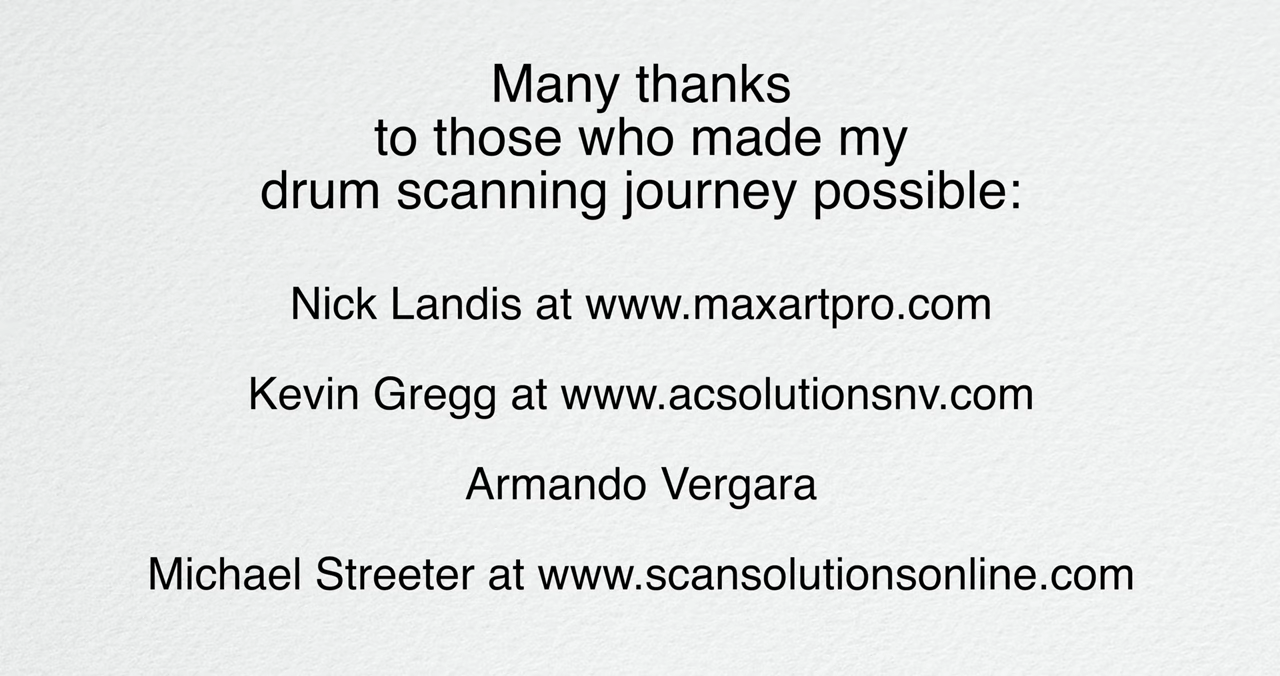 Many thanks
to those who made my
drum scanning journey possible:
Nick Landis at www.maxartpro.com
Kevin Gregg at www.acsolutionsnv.com
Armando Vergara
Michael Streeter at www.scansolutionsonline.com